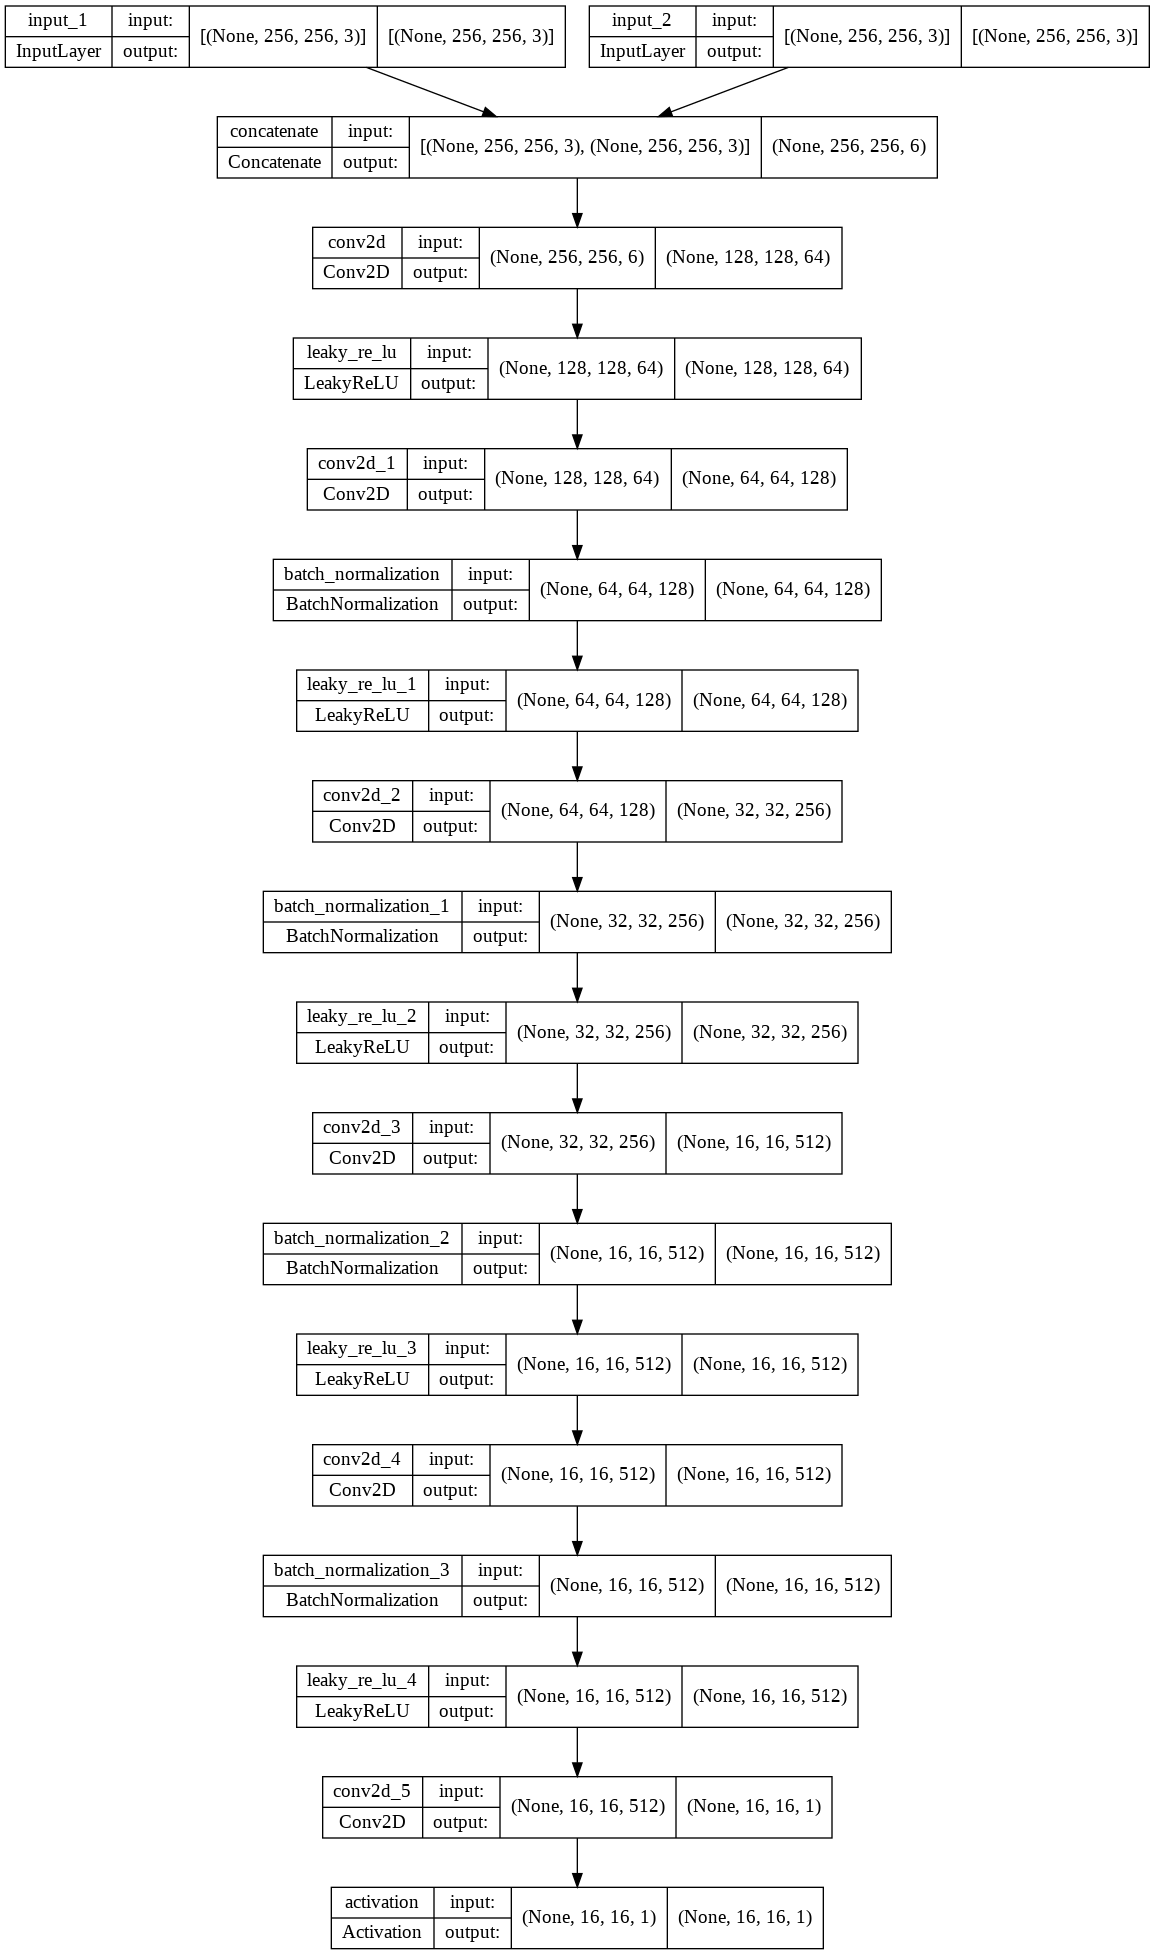 input_1 input: [(None, 256, 256, 3)] [(None, 256, 256, 3)]
InputLayer output:
input_2 input: [(None, 256, 256, 3)] [(None, 256, 256, 3)]
InputLayer output:
concatenate input: [(None, 256, 256, 3), (None, 256, 256, 3)] (None, 256, 256, 6)
Concatenate output:
conv2d input: (None, 256, 256, 6) (None, 128, 128, 64)
Conv2D output:
leaky_re_lu input: (None, 128, 128, 64) (None, 128, 128, 64)
LeakyReLU output:
conv2d_1 input: (None, 128, 128, 64) (None, 64, 64, 128)
Conv2D output:
batch_normalization input: (None, 64, 64, 128) (None, 64, 64, 128)
BatchNormalization output:
leaky_re_lu_1 input: (None, 64, 64, 128) (None, 64, 64, 128)
LeakyReLU output:
conv2d_2 input: (None, 64, 64, 128) (None, 32, 32, 256)
Conv2D output:
batch_normalization_1 input: (None, 32, 32, 256) (None, 32, 32, 256)
BatchNormalization output:
leaky_re_lu_2 input: (None, 32, 32, 256) (None, 32, 32, 256)
LeakyReLU output:
conv2d_3 input: (None, 32, 32, 256) (None, 16, 16, 512)
Conv2D output:
batch_normalization_2 input: (None, 16, 16, 512) (None, 16, 16, 512)
BatchNormalization output:
leaky_re_lu_3 input: (None, 16, 16, 512) (None, 16, 16, 512)
LeakyReLU output:
conv2d_4 input: (None, 16, 16, 512) (None, 16, 16, 512)
Conv2D output:
batch_normalization_3 input: (None, 16, 16, 512) (None, 16, 16, 512)
BatchNormalization output:
leaky_re_lu_4 input: (None, 16, 16, 512) (None, 16, 16, 512)
LeakyReLU output:
conv2d_5 input: (None, 16, 16, 512) (None, 16, 16, 1)
Conv2D output:
activation input: (None, 16, 16, 1) (None, 16, 16, 1)
Activation output: